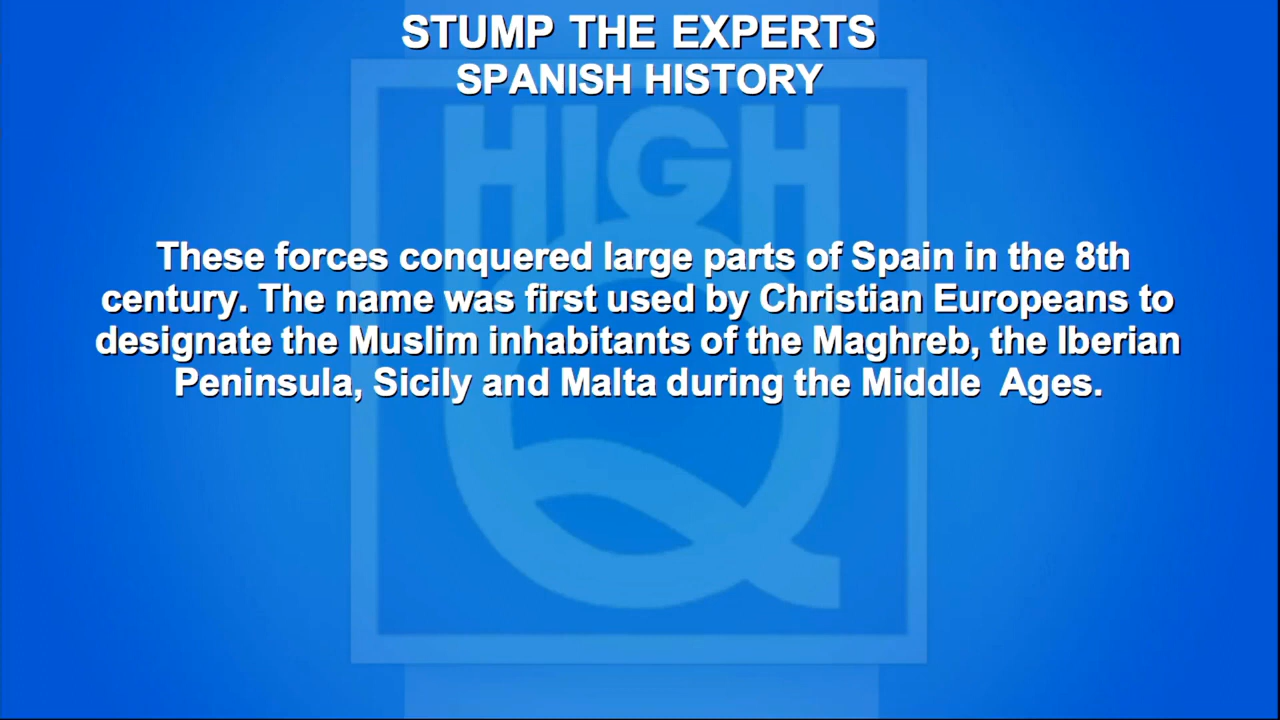 STUMP THE EXPERTS
SPANISH HISTORY
HIGH
Q
These forces conquered large parts of Spain in the 8th
century. The name was first used by Christian Europeans to
designate the Muslim inhabitants of the Maghreb, the Iberian
Peninsula, Sicily and Malta during the Middle  Ages.